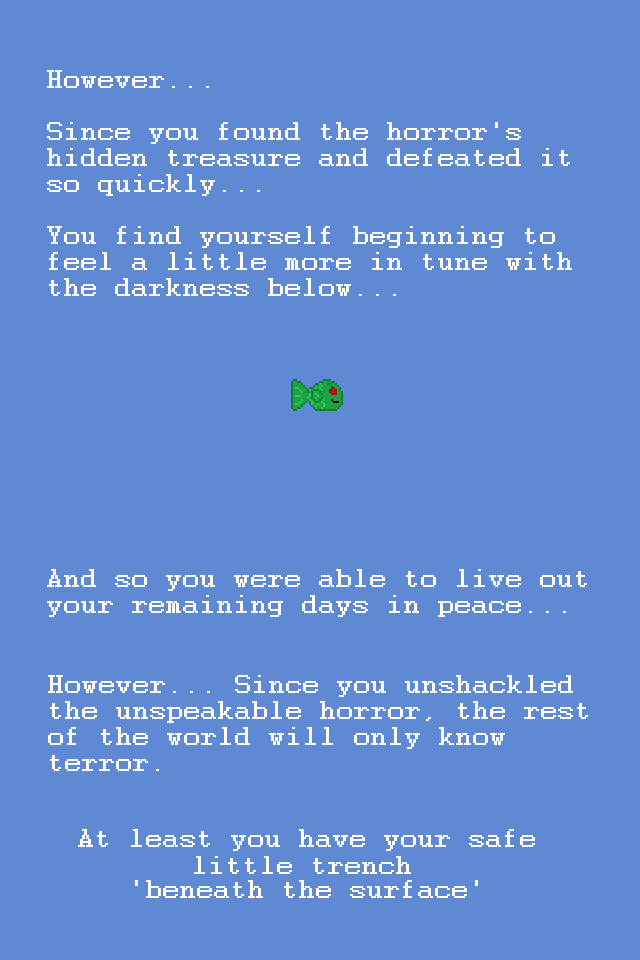 However...
Since you found the horror's
hidden treasure and defeated it
so quickly...
You find yourself beginning to
feel a little more in tune with
the darkness below...
And so you were able to live out
your remaining days in peace...
However... Since you unshackled
the unspeakable horror, the rest
of the world will only know
terror.
At least you have your safe
little trench
'beneath the surface'